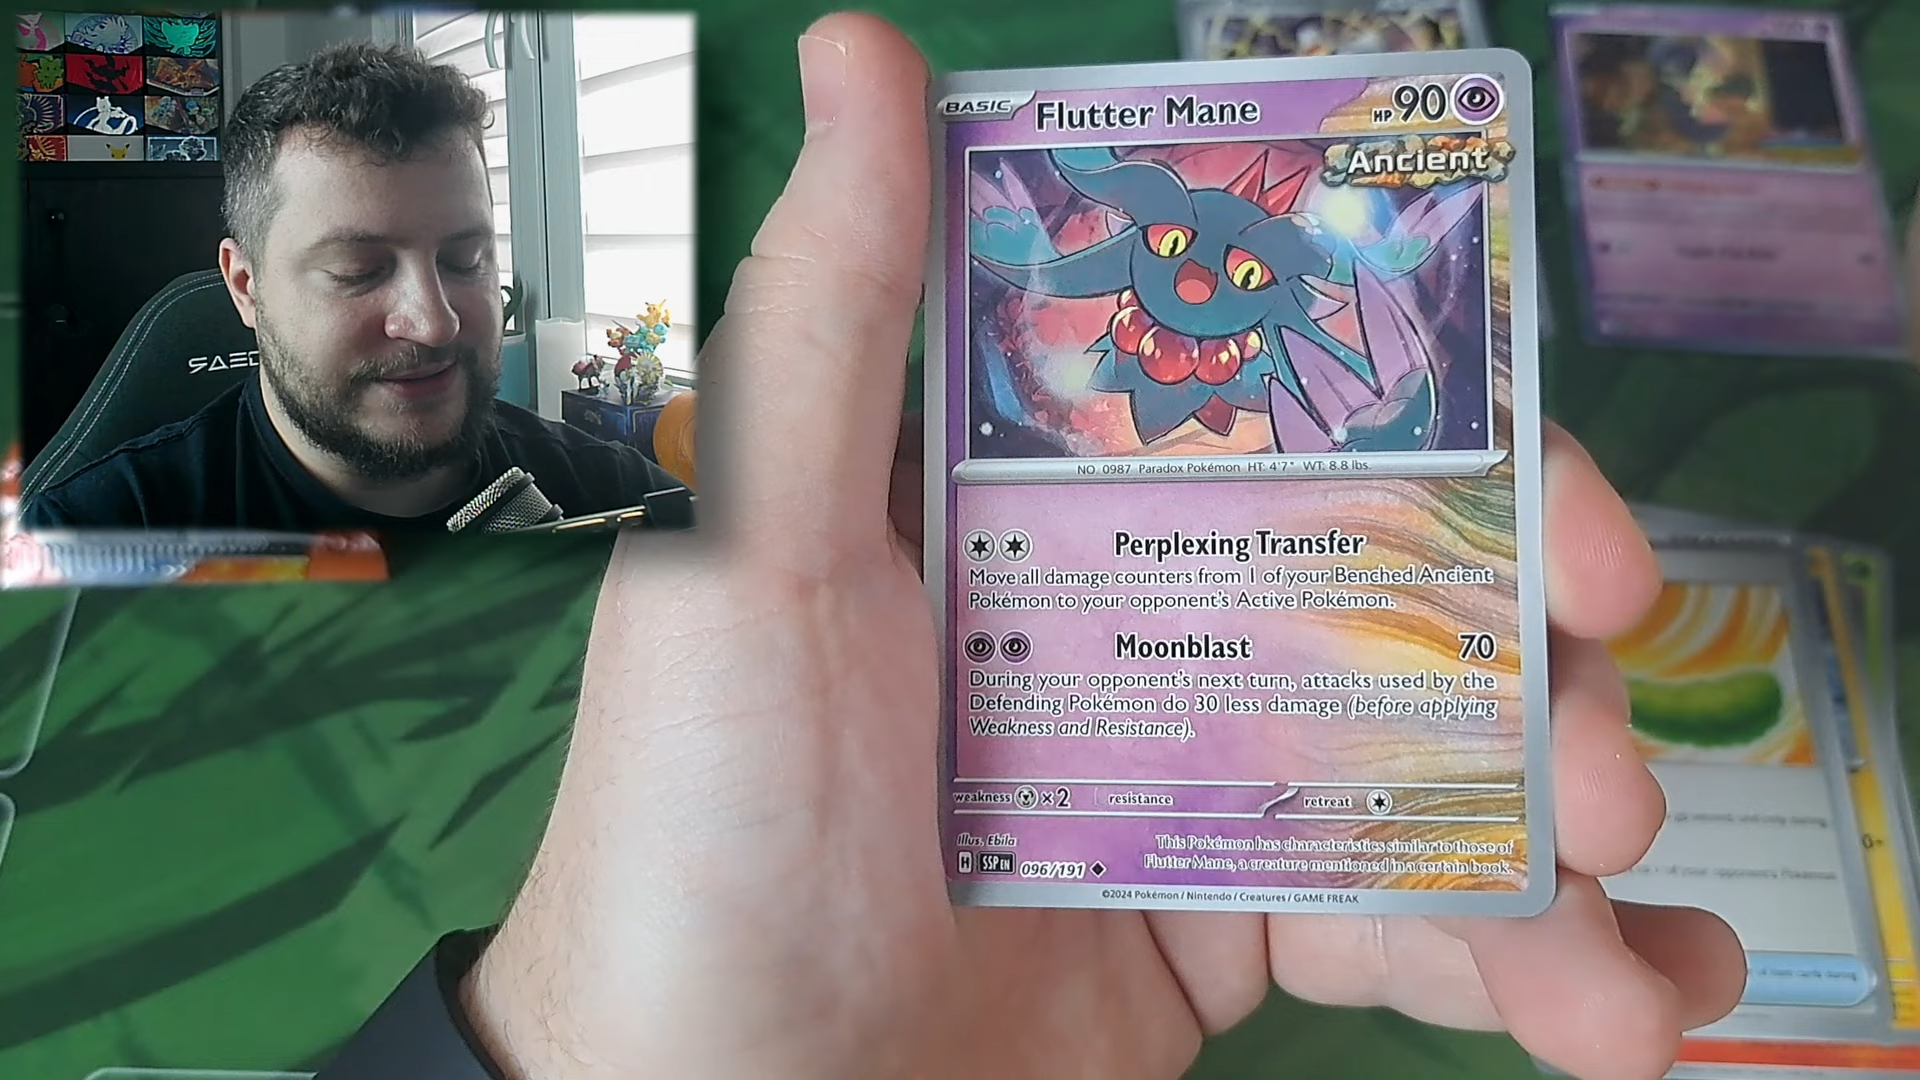 SAED
BASIC Flutter Mane HP 90
Ancient
NO. 0987 Paradox Pokémon HT: 4'7" WT: 8.8 lbs.
Perplexing Transfer
Move all damage counters from 1 of your Benched Ancient
Pokémon to your opponent's Active Pokémon.
Moonblast 70
During your opponent's next turn, attacks used by the
Defending Pokémon do 30 less damage (before applying
Weakness and Resistance).
weakness ×2 resistance retreat
Illus. Ebila
H SSP EN 096/191
This Pokémon has characteristics similar to those of
Flutter Mane, a creature mentioned in a certain book.
©2024 Pokémon / Nintendo / Creatures / GAME FREAK